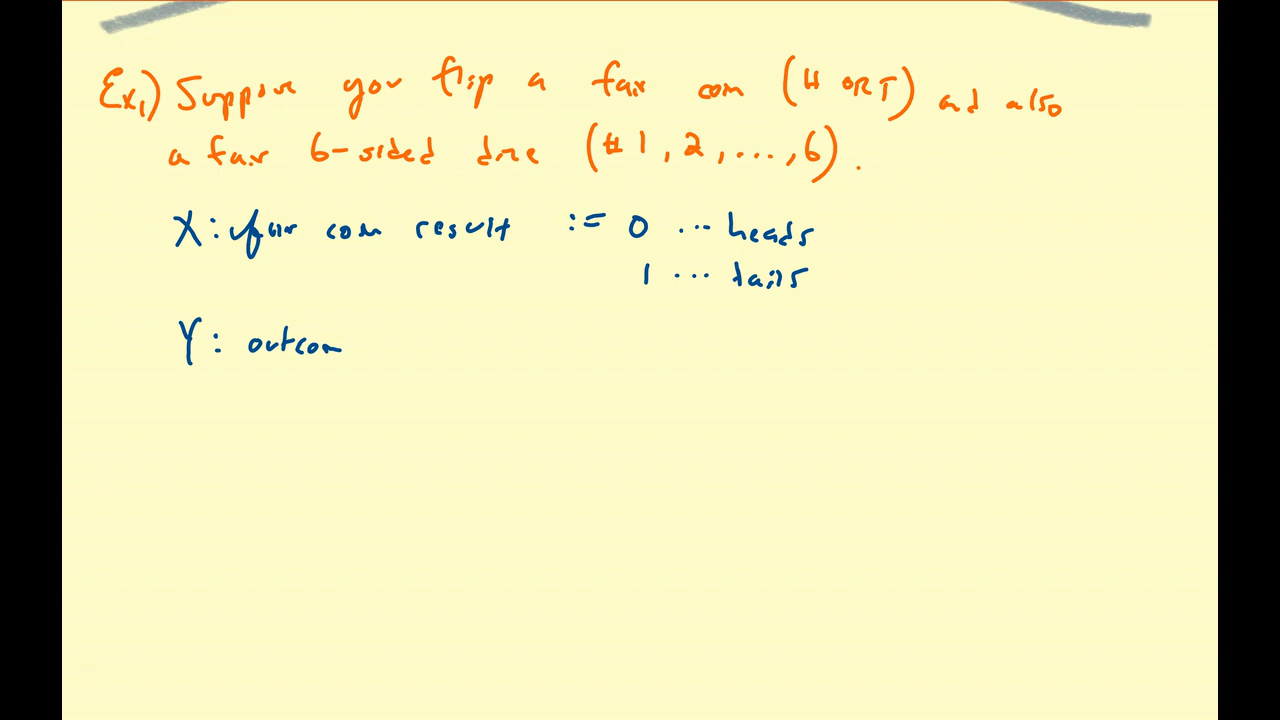 Ex1) Suppose you flip a fair coin (H OR T) and also
a fair 6-sided dice (# 1, 2, ..., 6).
X: fair coin result := 0 ... heads
1 ... tails
Y: outcom